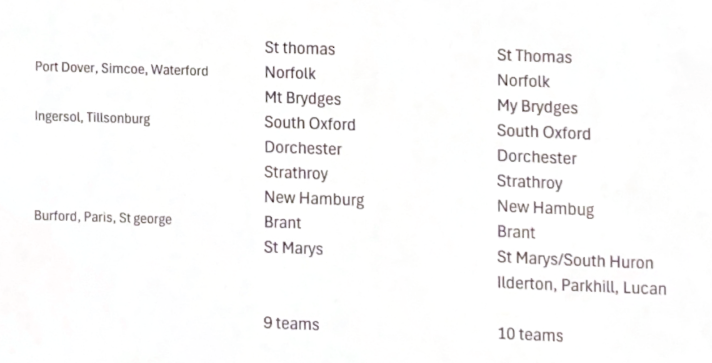 Port Dover, Simcoe, Waterford
Ingersol, Tillsonburg
Burford, Paris, St george
St thomas
Norfolk
Mt Brydges
South Oxford
Dorchester
Strathroy
New Hamburg
Brant
St Marys
9 teams
St Thomas
Norfolk
My Brydges
South Oxford
Dorchester
Strathroy
New Hambug
Brant
St Marys/South Huron
Ilderton, Parkhill, Lucan
10 teams